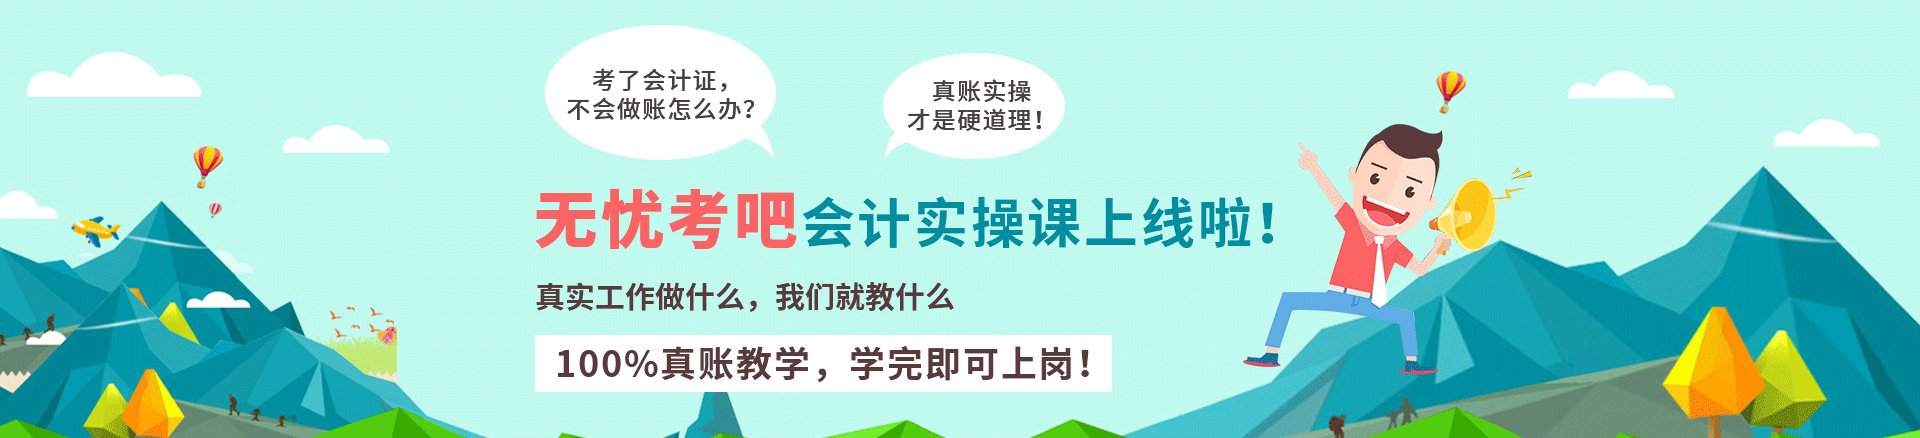 考了会计证，
不会做账怎么办？
真账实操
才是硬道理！
无忧考吧会计实操课上线啦！
真实工作做什么，我们就教什么
100%真账教学，学完即可上岗！